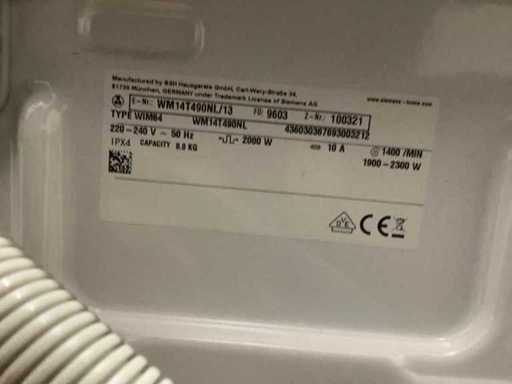 Manufactured by BSH Hausgeräte GmbH, Carl-Wery-Straße 34,
81739 München, GERMANY under Trademark License of Siemens AG
www.siemens-home.com
E-Nr.: WM14T490NL/13 FD 9603 Z-Nr.: 100321
TYPE WIM64 WM14T490NL 436030367693003212
220-240 V ~ 50 Hz 2000 W 10 A 1400 /MIN
IPX4 CAPACITY 8.0 KG 1900-2300 W
VDE CE